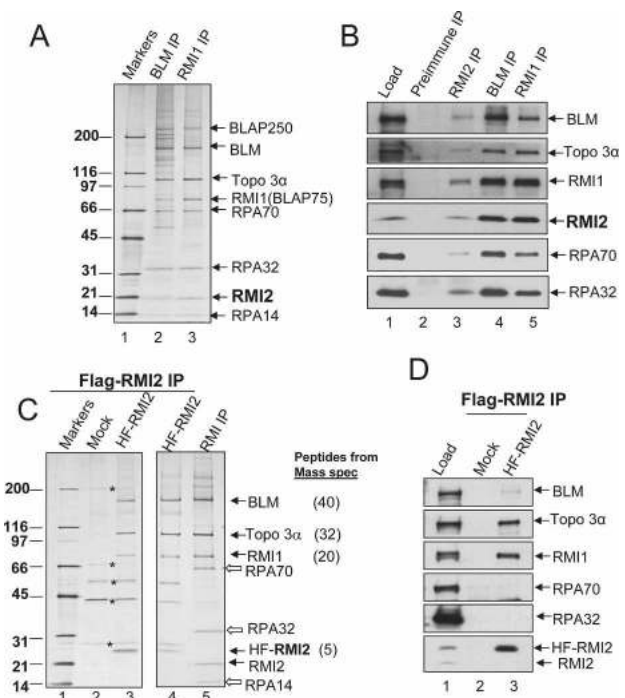 A
Markers
BLM IP
RMI1 IP
200
116
97
66
45
31
21
14
BLAP250
BLM
Topo 3α
RMI1(BLAP75)
RPA70
RPA32
RMI2
RPA14
1 2 3
B
Load
Preimmune IP
RMI2 IP
BLM IP
RMI1 IP
BLM
Topo 3α
RMI1
RMI2
RPA70
RPA32
1 2 3 4 5
C
Flag-RMI2 IP
Markers
Mock
HF-RMI2
HF-RMI2
RMI IP
Peptides from
Mass spec
200
116
97
66
45
31
21
14
*
*
*
*
*
BLM (40)
Topo 3α (32)
RMI1 (20)
RPA70
RPA32
HF-RMI2 (5)
RMI2
RPA14
1 2 3 4 5
D
Flag-RMI2 IP
Load
Mock
HF-RMI2
BLM
Topo 3α
RMI1
RPA70
RPA32
HF-RMI2
RMI2
1 2 3